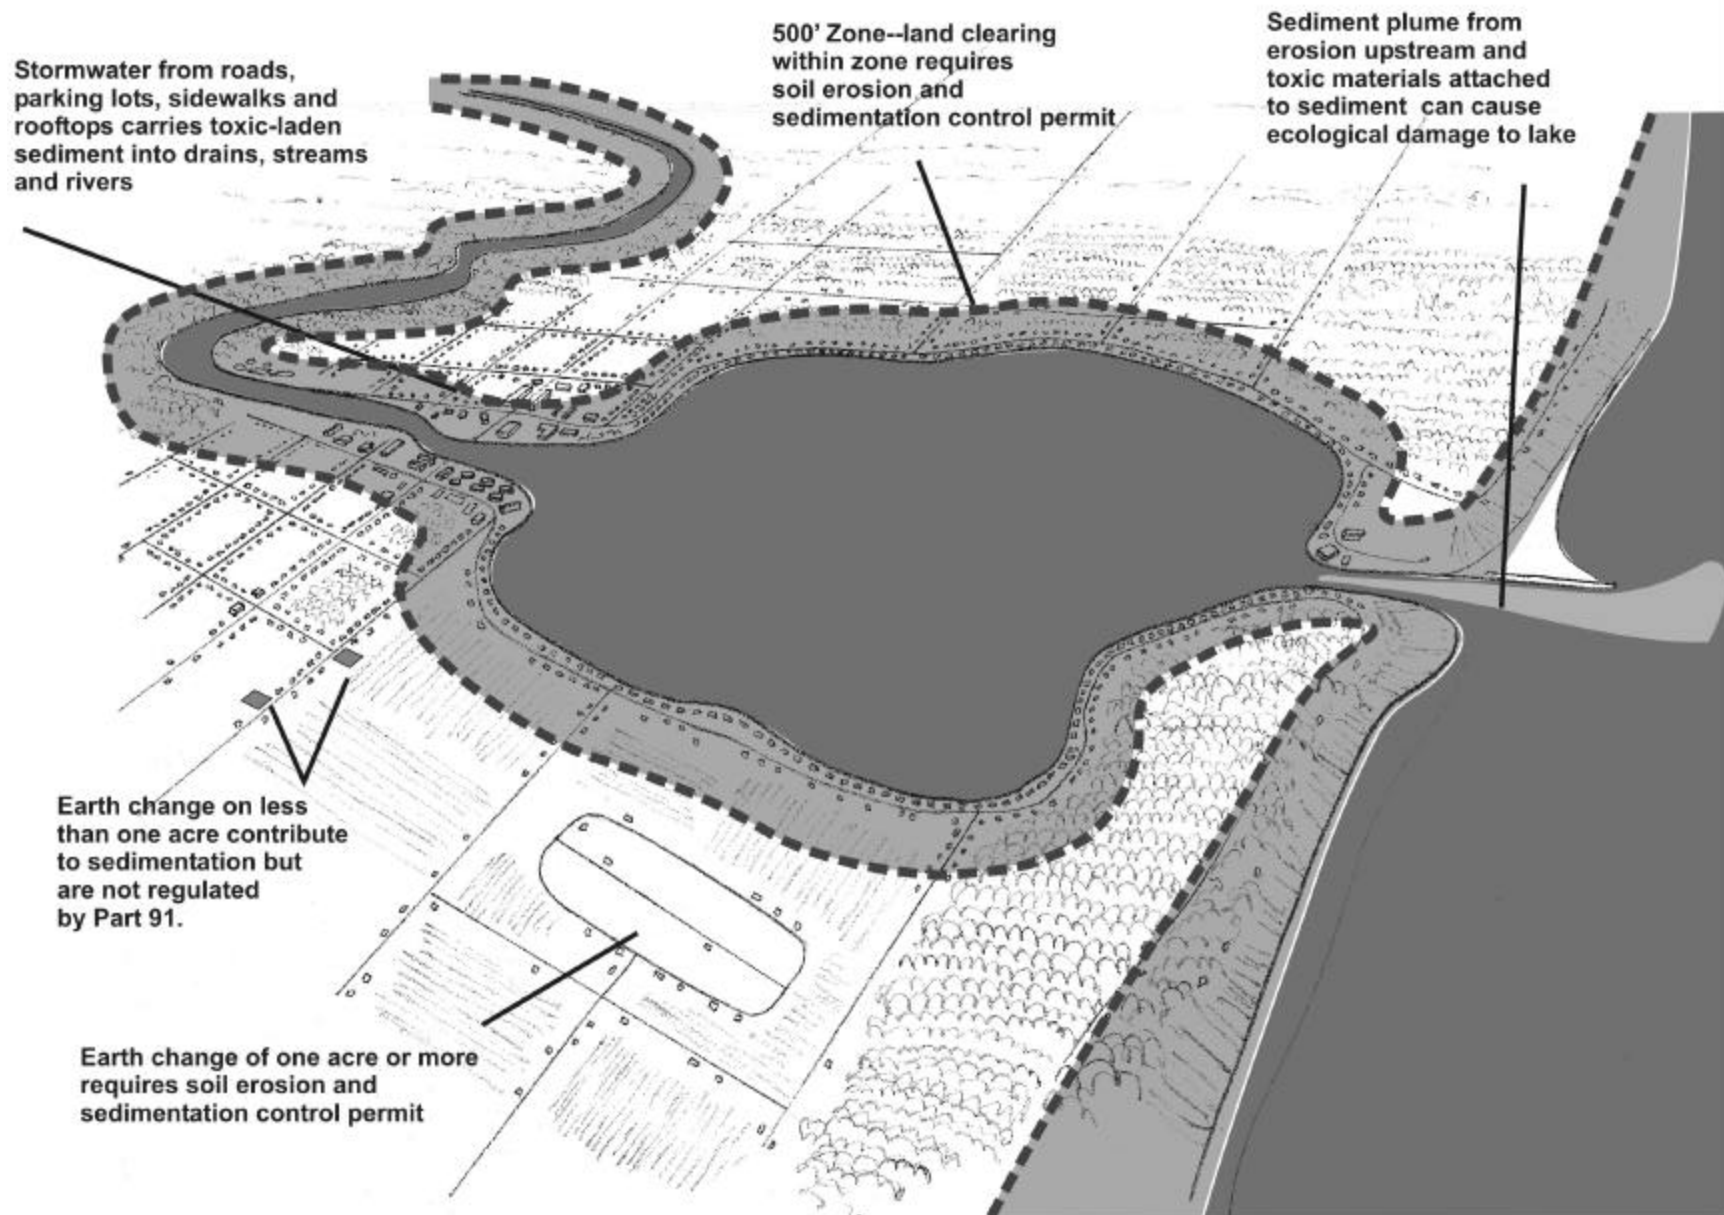 Stormwater from roads,
parking lots, sidewalks and
rooftops carries toxic-laden
sediment into drains, streams
and rivers
500' Zone--land clearing
within zone requires
soil erosion and
sedimentation control permit
Sediment plume from
erosion upstream and
toxic materials attached
to sediment can cause
ecological damage to lake
Earth change on less
than one acre contribute
to sedimentation but
are not regulated
by Part 91.
Earth change of one acre or more
requires soil erosion and
sedimentation control permit